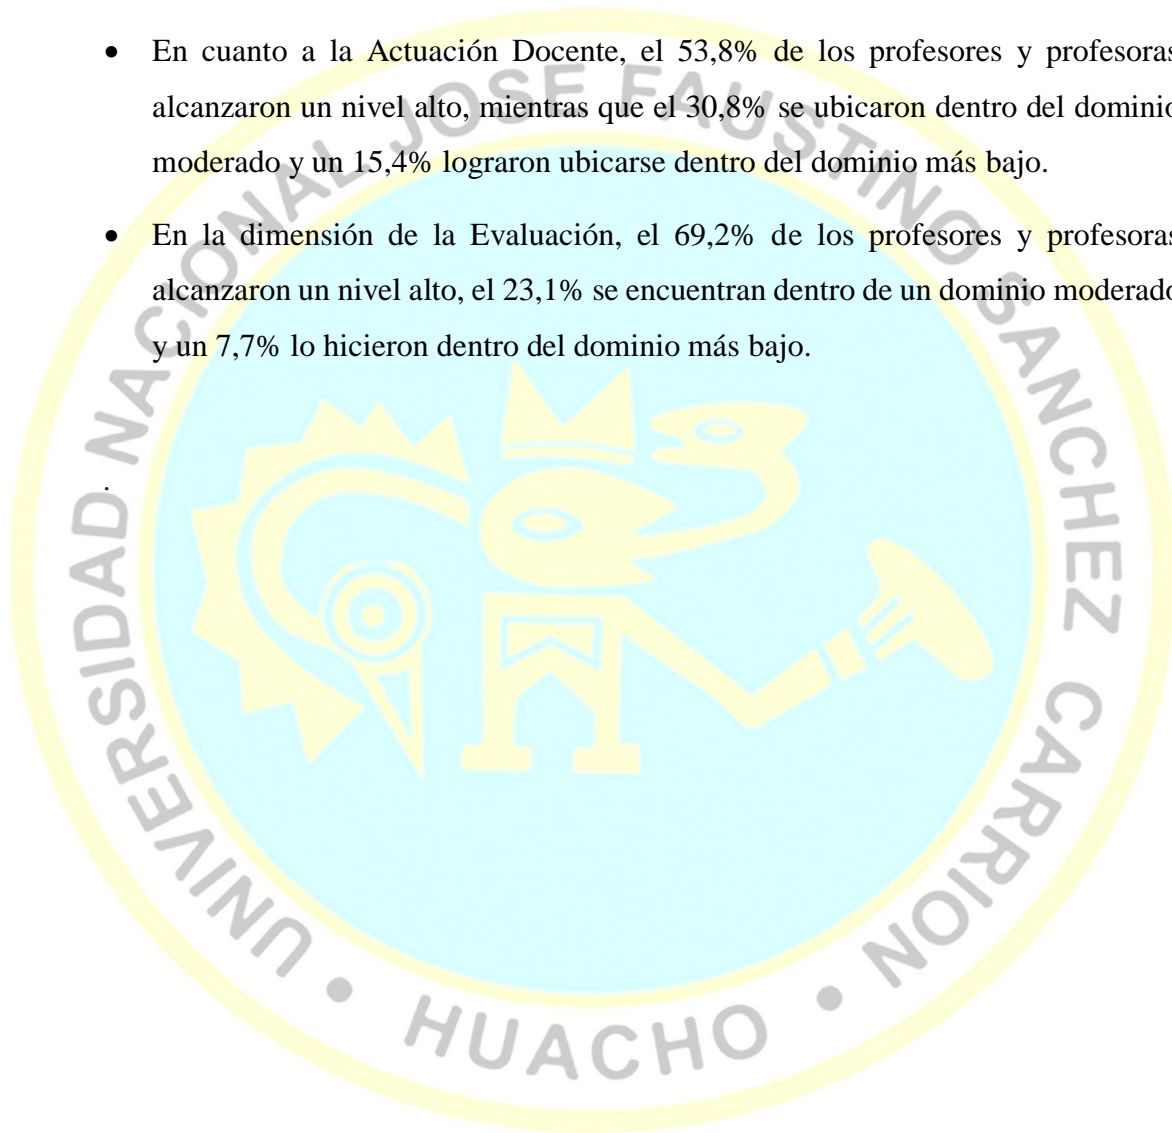 • En cuanto a la Actuación Docente, el 53,8% de los profesores y profesoras
alcanzaron un nivel alto, mientras que el 30,8% se ubicaron dentro del dominio
moderado y un 15,4% lograron ubicarse dentro del dominio más bajo.
• En la dimensión de la Evaluación, el 69,2% de los profesores y profesoras
alcanzaron un nivel alto, el 23,1% se encuentran dentro de un dominio moderado
y un 7,7% lo hicieron dentro del dominio más bajo.
.
UNIVERSIDAD NACIONAL JOSE FAUSTINO SANCHEZ CARRION • HUACHO •